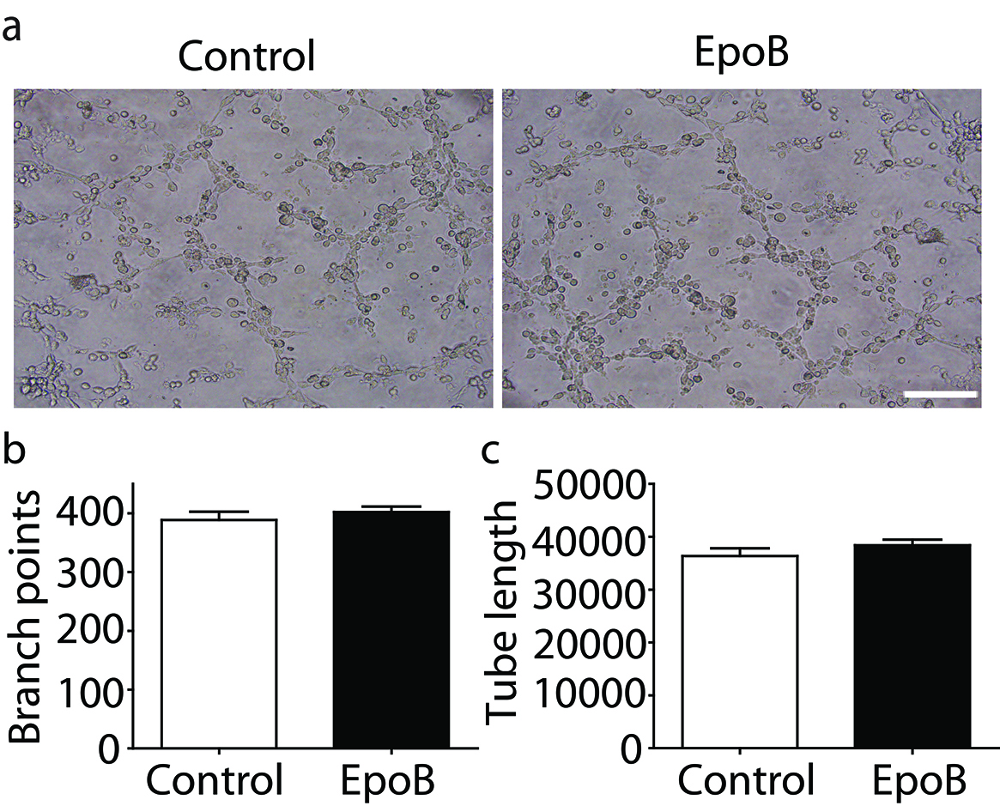 a
Control
EpoB
b
Branch points
400
300
200
100
0
Control
EpoB
c
Tube length
50000
40000
30000
20000
10000
0
Control
EpoB